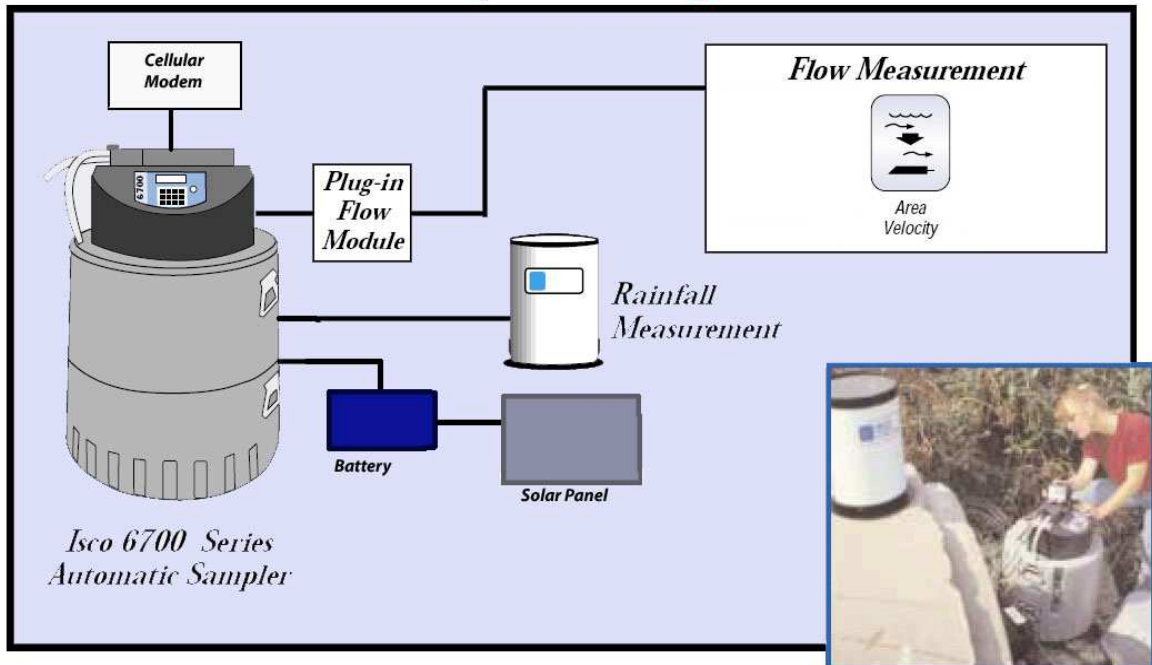 Cellular
Modem
6700
Plug-in
Flow
Module
Flow Measurement
Area
Velocity
Rainfall
Measurement
Battery
Solar Panel
Isco 6700 Series
Automatic Sampler